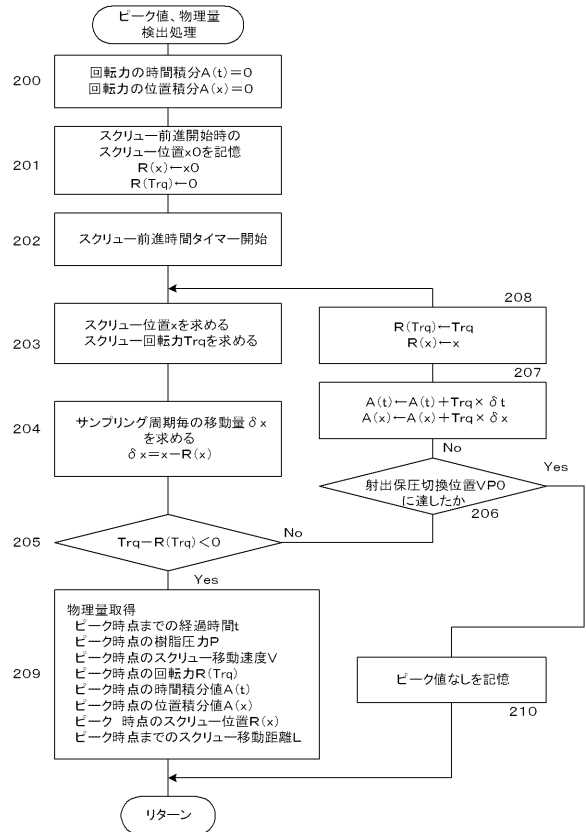 ピーク値、物理量
検出処理
200
回転力の時間積分A(t)=0
回転力の位置積分A(x)=0
201
スクリュー前進開始時の
スクリュー位置x0を記憶
R(x)←x0
R(Trq)←0
202
スクリュー前進時間タイマー開始
203
スクリュー位置xを求める
スクリュー回転力Trqを求める
204
サンプリング周期毎の移動量δx
を求める
δx=x-R(x)
205
Trq-R(Trq)<0
No
Yes
208
R(Trq)←Trq
R(x)←x
207
A(t)←A(t)+Trq×δt
A(x)←A(x)+Trq×δx
No
射出保圧切換位置VP0
に達したか
206
Yes
209
物理量取得
ピーク時点までの経過時間t
ピーク時点の樹脂圧力P
ピーク時点のスクリュー移動速度V
ピーク時点の回転力R(Trq)
ピーク時点の時間積分値A(t)
ピーク時点の位置積分値A(x)
ピーク 時点のスクリュー位置R(x)
ピーク時点までのスクリュー移動距離L
ピーク値なしを記憶
210
リターン